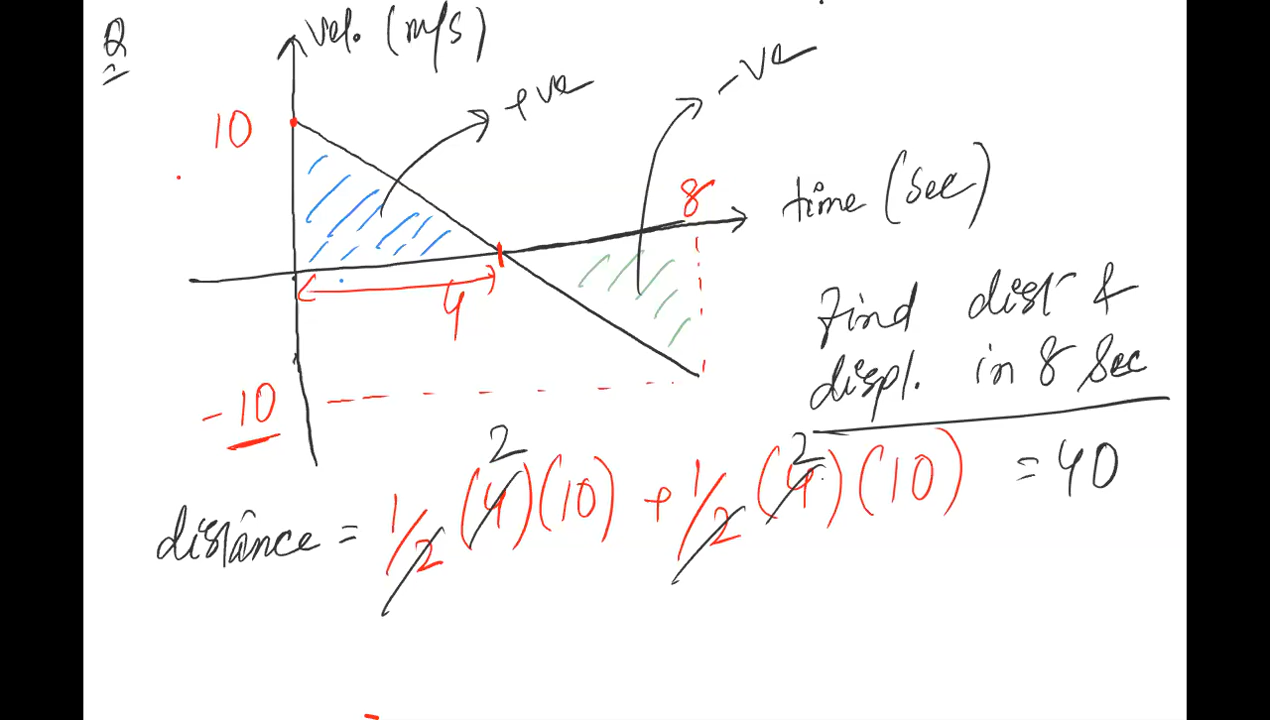 Q
vel. (m/s)
+ve
-ve
10
8
time (sec)
4
Find dist &
displ. in 8 sec
-10
2 2
distance = 1/2 (4)(10) + 1/2 (4)(10) = 40